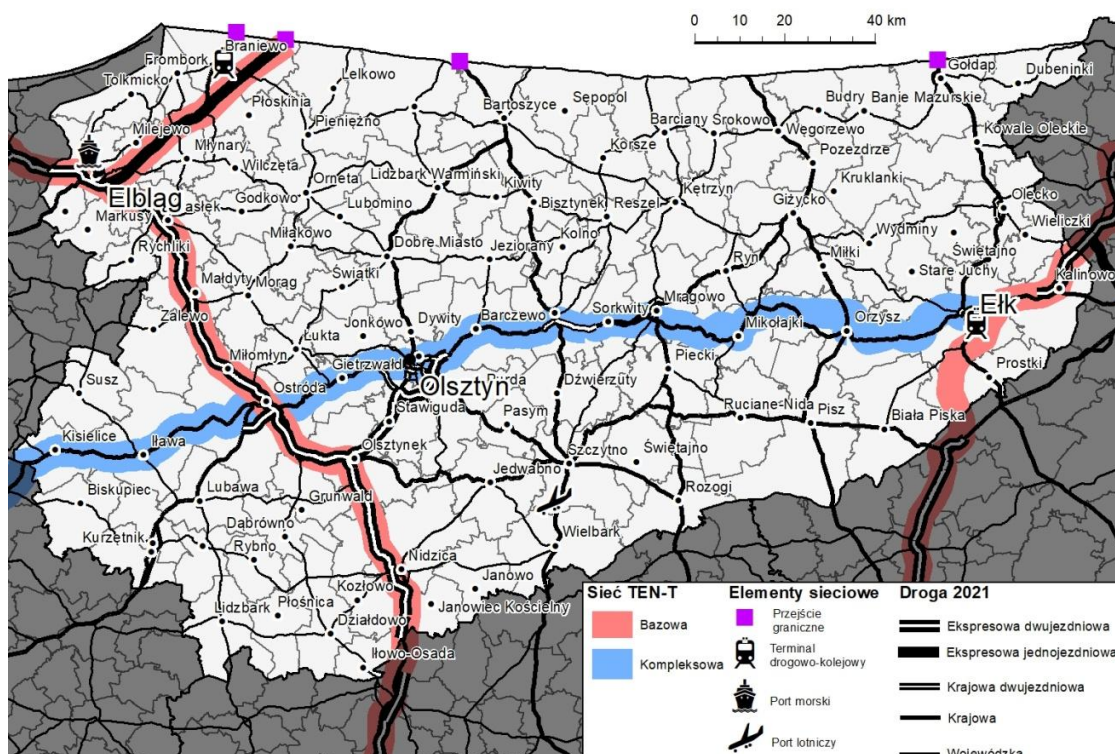 0 10 20 40 km
Braniewo
Frombork
Tolkmicko
Lelkowo
Płoskinia
Gołdap
Dubeninki
Sępopol
Budry
Banie Mazurskie
Bartoszyce
Pieniężno
Milejewo
Barciany
Srokowo
Węgorzewo
Kowale Oleckie
Młynary
Wilczęta
Korsze
Pozezdrze
Lidzbark Warmiński
Kiwity
Kętrzyn
Kruklanki
Orneta
Elbląg
Godkowo
Lubomino
Bisztynek
Reszel
Giżycko
Olecko
Markusy
Wieliczki
Rychliki
Miłakowo
Dobre Miasto
Jeziorany
Kolno
Wydminy
Świętajno
Ryn
Miłki
Stare Juchy
Kalinowo
Małdyty
Morąg
Świątki
Zalewo
Jonkowo
Dywity
Barczewo
Sorkwity
Mrągowo
Mikołajki
Orzysz
Ełk
Łukta
Miłomłyn
Gietrzwałd
Piecki
Prostki
Susz
Ostróda
Olsztyn
Dźwierzuty
Stawiguda
Pasym
Ruciane-Nida
Pisz
Biała Piska
Kisielice
Iława
Olsztynek
Szczytno
Świętajno
Jedwabno
Biskupiec
Lubawa
Grunwald
Rozogi
Kurzętnik
Dąbrówno
Rybno
Wielbark
Nidzica
Kozłowo
Janowo
Lidzbark
Płośnica
Janowiec Kościelny
Działdowo
Iłowo-Osada
Sieć TEN-T
Bazowa
Kompleksowa
Elementy sieciowe
Przejście
graniczne
Terminal
drogowo-kolejowy
Port morski
Port lotniczy
Droga 2021
Ekspresowa dwujezdniowa
Ekspresowa jednojezdniowa
Krajowa dwujezdniowa
Krajowa
Wojewódzka